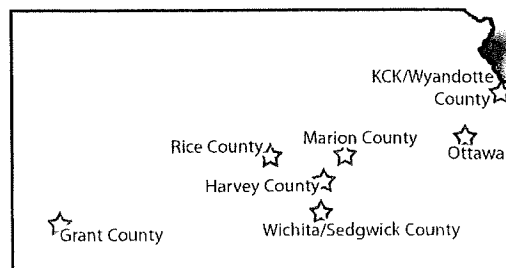 KCK/Wyandotte
County
Rice County
Marion County
Ottawa
Harvey County
Grant County
Wichita/Sedgwick County